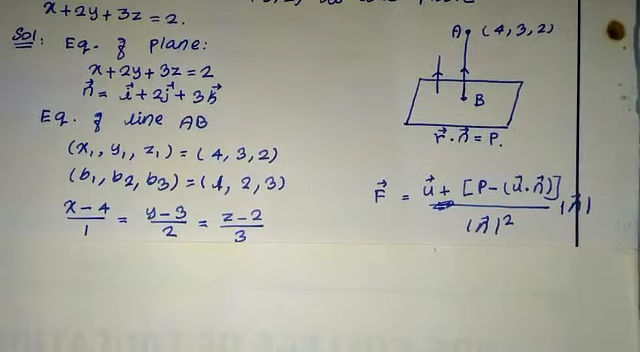 x+2y+3z=2.
Sol:
Eq. of plane:
x+2y+3z=2
n⃗ = i⃗+2j⃗+3k⃗
Eq. of line AB
(x₁, y₁, z₁) = (4, 3, 2)
(b₁, b₂, b₃) = (1, 2, 3)
x-4/1 = y-3/2 = z-2/3
A (4, 3, 2)
B
r⃗ . n⃗ = P.
F⃗ = u⃗ + [P-(u⃗.n⃗)] |n⃗|
|n⃗|²